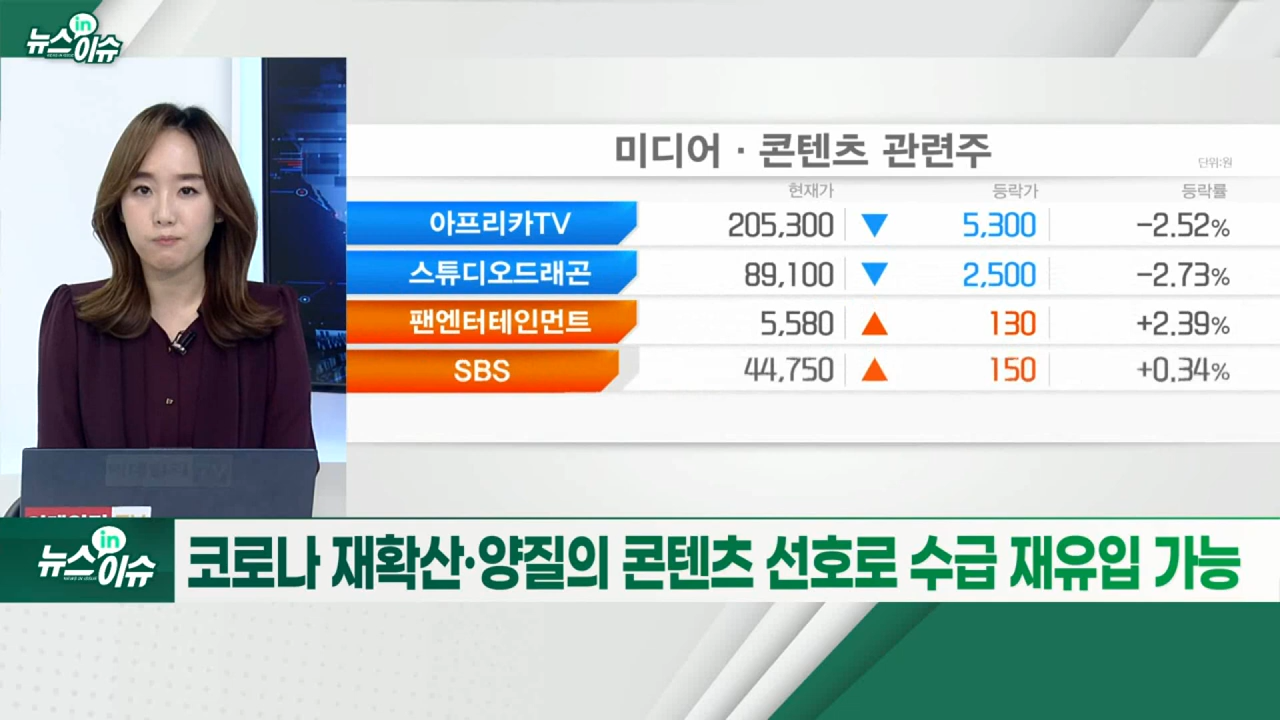 뉴스in이슈
미디어 · 콘텐츠 관련주
단위:원
현재가 등락가 등락률
아프리카TV 205,300 ▼ 5,300 -2.52%
스튜디오드래곤 89,100 ▼ 2,500 -2.73%
팬엔터테인먼트 5,580 ▲ 130 +2.39%
SBS 44,750 ▲ 150 +0.34%
뉴스in이슈
NEWS IN ISSUE
코로나 재확산·양질의 콘텐츠 선호로 수급 재유입 가능